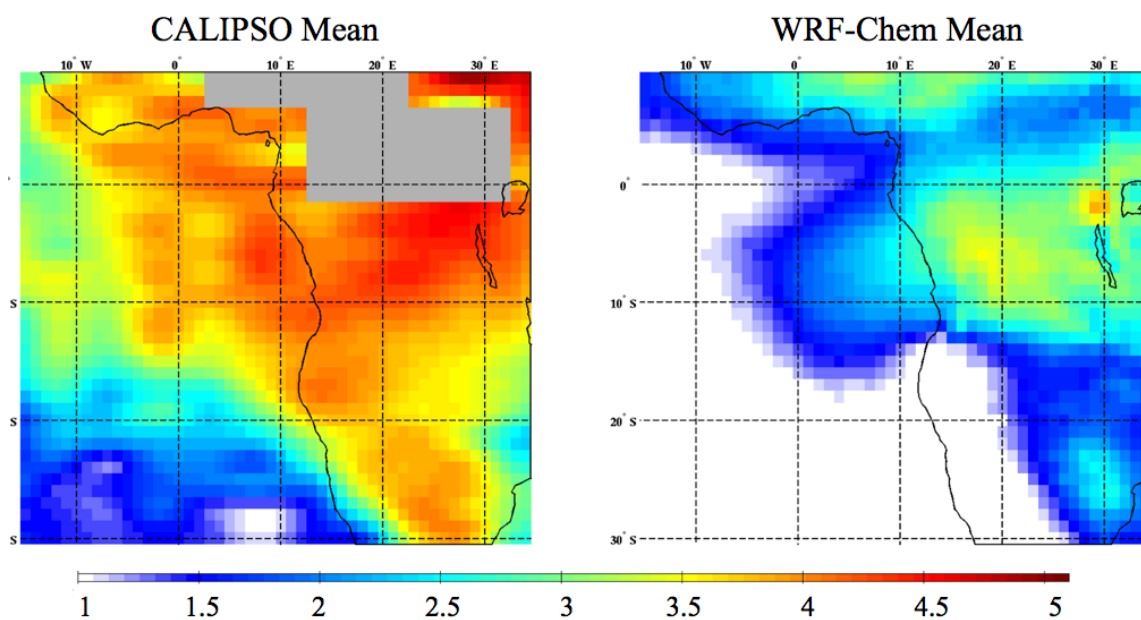 CALIPSO Mean
WRF-Chem Mean
10° W 0° 10° E 20° E 30° E
10° W 0° 10° E 20° E 30° E
0°
S 10° S
S 20° S
S 30° S
1 1.5 2 2.5 3 3.5 4 4.5 5